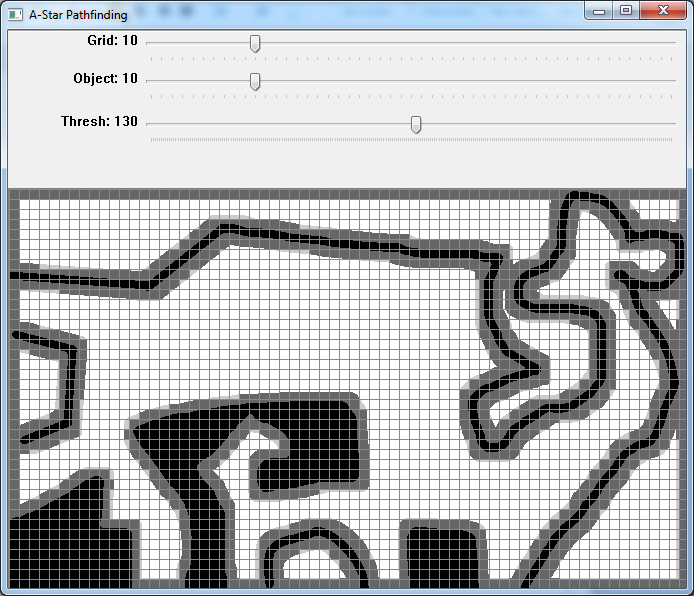 A-Star Pathfinding
Grid: 10
Object: 10
Thresh: 130